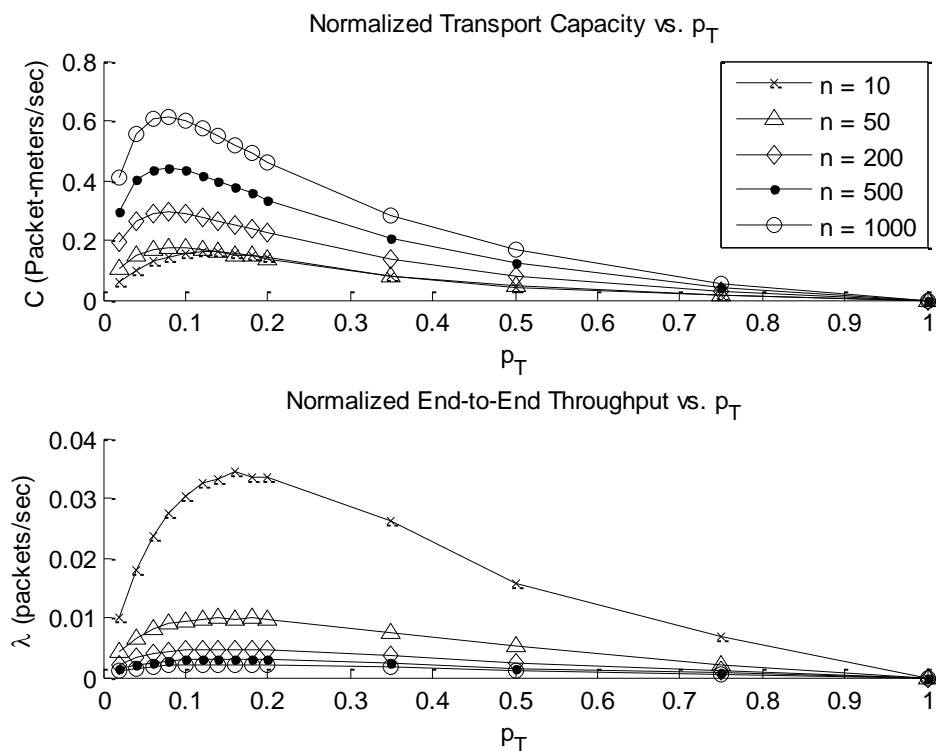 Normalized Transport Capacity vs. p_T
C (Packet-meters/sec)
0.8
0.6
0.4
0.2
0
0 0.1 0.2 0.3 0.4 0.5 0.6 0.7 0.8 0.9 1
p_T
n = 10
n = 50
n = 200
n = 500
n = 1000
Normalized End-to-End Throughput vs. p_T
λ (packets/sec)
0.04
0.03
0.02
0.01
0
0 0.1 0.2 0.3 0.4 0.5 0.6 0.7 0.8 0.9 1
p_T